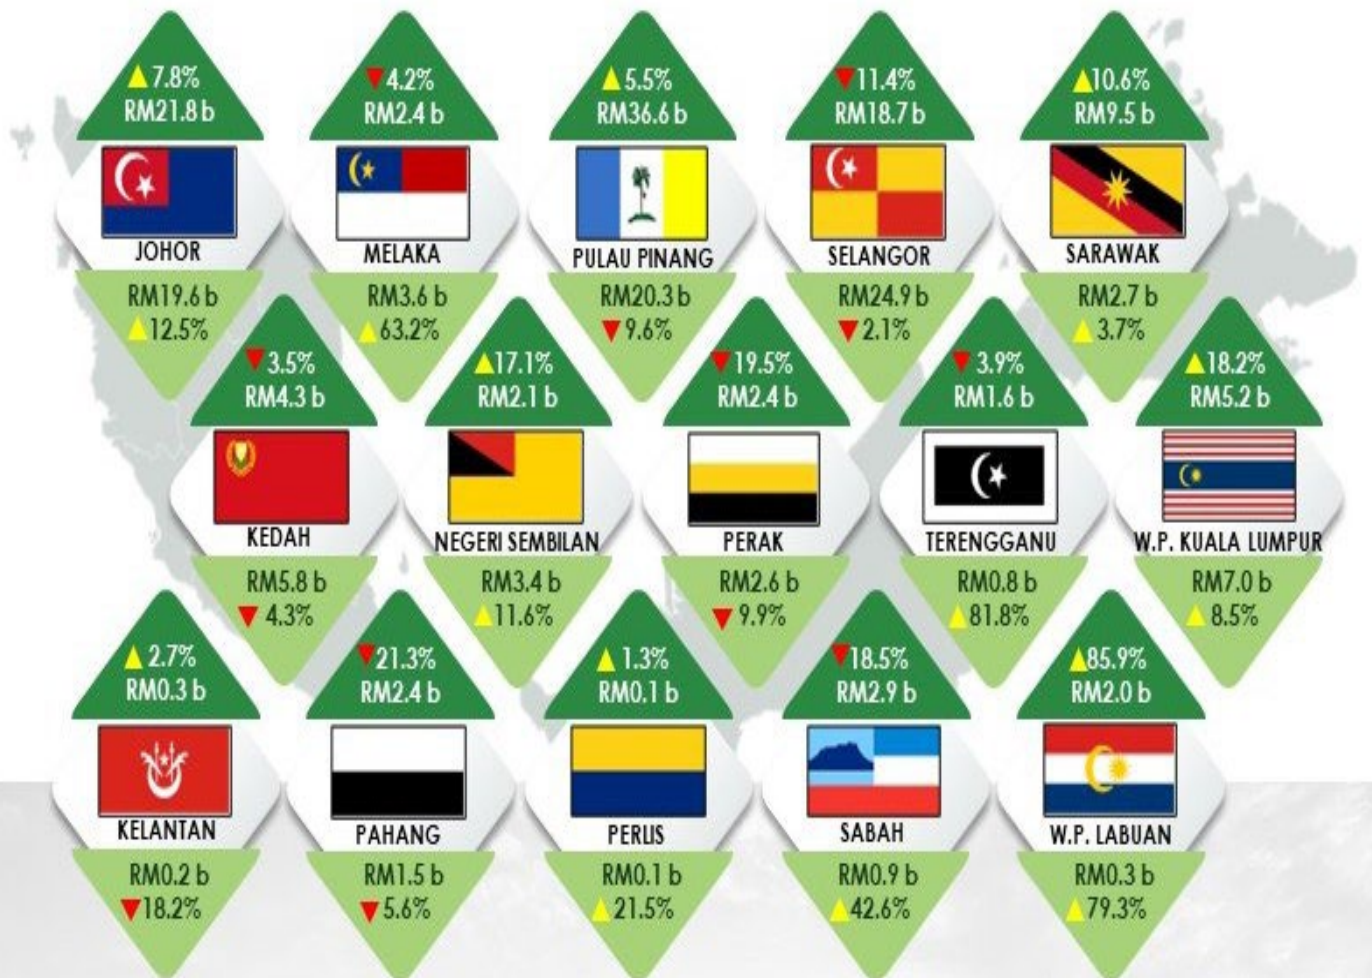 ▲7.8%
RM21.8 b
JOHOR
RM19.6 b
▲12.5%
▼4.2%
RM2.4 b
MELAKA
RM3.6 b
▲63.2%
▲5.5%
RM36.6 b
PULAU PINANG
RM20.3 b
▼9.6%
▼11.4%
RM18.7 b
SELANGOR
RM24.9 b
▼2.1%
▲10.6%
RM9.5 b
SARAWAK
RM2.7 b
▲3.7%
▼3.5%
RM4.3 b
KEDAH
RM5.8 b
▼4.3%
▲17.1%
RM2.1 b
NEGERI SEMBILAN
RM3.4 b
▲11.6%
▼19.5%
RM2.4 b
PERAK
RM2.6 b
▼9.9%
▼3.9%
RM1.6 b
TERENGGANU
RM0.8 b
▲81.8%
▲18.2%
RM5.2 b
W.P. KUALA LUMPUR
RM7.0 b
▲8.5%
▲2.7%
RM0.3 b
KELANTAN
RM0.2 b
▼18.2%
▼21.3%
RM2.4 b
PAHANG
RM1.5 b
▼5.6%
▲1.3%
RM0.1 b
PERLIS
RM0.1 b
▲21.5%
▼18.5%
RM2.9 b
SABAH
RM0.9 b
▲42.6%
▲85.9%
RM2.0 b
W.P. LABUAN
RM0.3 b
▲79.3%